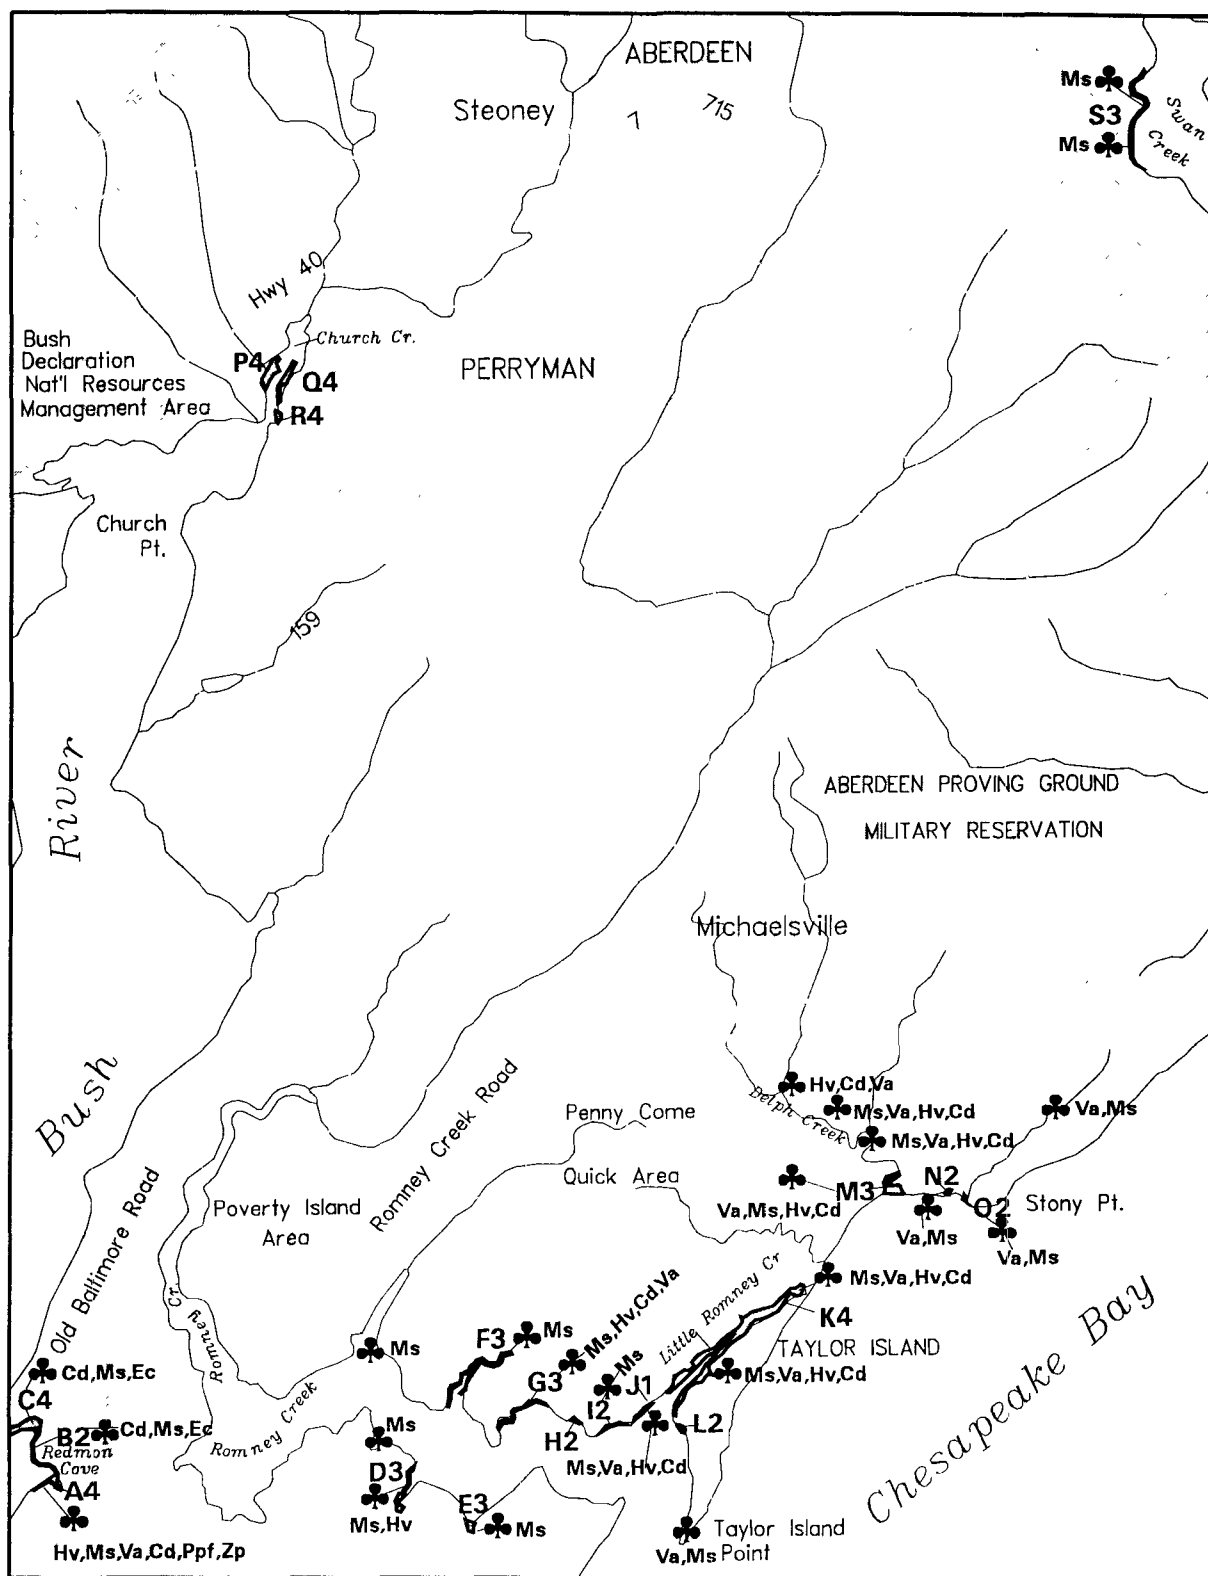 ABERDEEN
Steoney
7
715
Ms
S3
Swan
Creek
Ms
Hwy 40
Church Cr.
Bush
Declaration
Nat'l Resources
Management Area
P4
Q4
R4
PERRYMAN
Church
Pt.
159
Bush River
ABERDEEN PROVING GROUND
MILITARY RESERVATION
Michaelsville
Hv,Cd,Va
Ms,Va,Hv,Cd
Va,Ms
Delph Creek
Ms,Va,Hv,Cd
Penny Come
Quick Area
Romney Creek Road
Old Baltimore Road
Poverty Island
Area
M3
N2
O2
Stony Pt.
Va,Ms,Hv,Cd
Va,Ms
Va,Ms
Ms,Va,Hv,Cd
K4
Little Romney Cr
TAYLOR ISLAND
Ms,Va,Hv,Cd
Romney Cr.
Ms
F3
Ms
Ms,Hv,Cd,Va
G3
Ms
J1
I2
H2
L2
Ms,Va,Hv,Cd
Cd,Ms,Ec
C4
B2
Cd,Ms,Ec
Redmon
Cove
A4
Romney Creek
Ms
D3
Ms,Hv
E3
Ms
Taylor Island
Point
Va,Ms
Hv,Ms,Va,Cd,Ppf,Zp
Chesapeake Bay